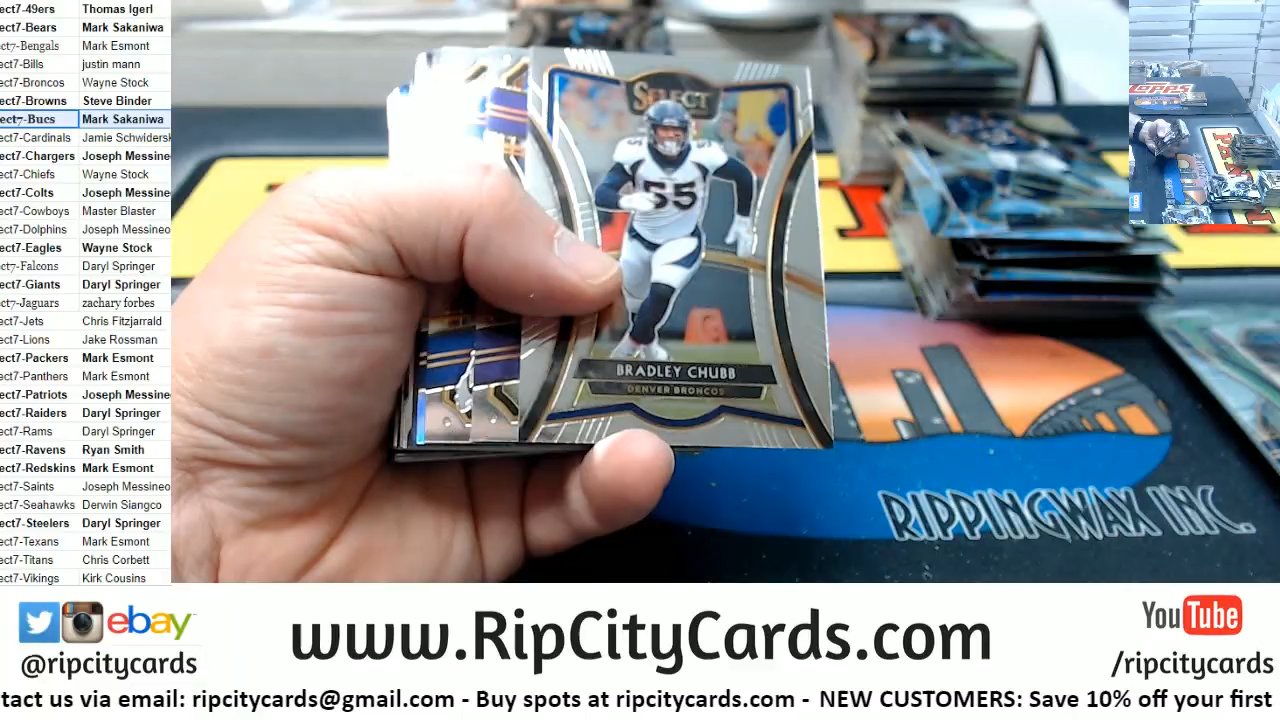 ect7-49ers Thomas Igerl
ect7-Bears Mark Sakaniwa
ect7-Bengals Mark Esmont
ect7-Bills justin mann
ect7-Broncos Wayne Stock
ect7-Browns Steve Binder
ect7-Bucs Mark Sakaniwa
ect7-Cardinals Jamie Schwidersk
ect7-Chargers Joseph Messineo
ect7-Chiefs Wayne Stock
ect7-Colts Joseph Messineo
ect7-Cowboys Master Blaster
ect7-Dolphins Joseph Messineo
ect7-Eagles Wayne Stock
ect7-Falcons Daryl Springer
ect7-Giants Daryl Springer
ect7-Jaguars zachary forbes
ect7-Jets Chris Fitzjarrald
ect7-Lions Jake Rossman
ect7-Packers Mark Esmont
ect7-Panthers Mark Esmont
ect7-Patriots Joseph Messineo
ect7-Raiders Daryl Springer
ect7-Rams Daryl Springer
ect7-Ravens Ryan Smith
ect7-Redskins Mark Esmont
ect7-Saints Joseph Messineo
ect7-Seahawks Derwin Siangco
ect7-Steelers Daryl Springer
ect7-Texans Mark Esmont
ect7-Titans Chris Corbett
ect7-Vikings Kirk Cousins
SELECT
55
BRADLEY CHUBB
DENVER BRONCOS
topps
RIPPINGWAX INC.
ebay
@ripcitycards
www.RipCityCards.com
YouTube
/ripcitycards
tact us via email: ripcitycards@gmail.com - Buy spots at ripcitycards.com - NEW CUSTOMERS: Save 10% off your first